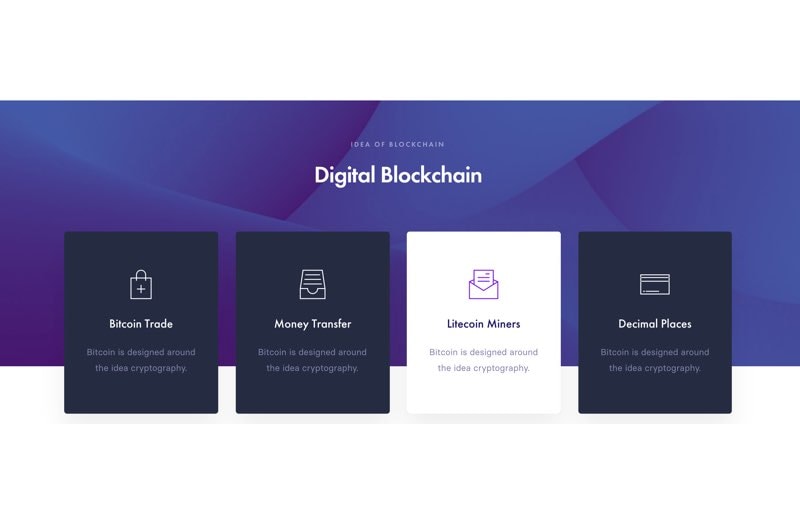 IDEA OF BLOCKCHAIN
Digital Blockchain
Bitcoin Trade
Bitcoin is designed around
the idea cryptography.
Money Transfer
Bitcoin is designed around
the idea cryptography.
Litecoin Miners
Bitcoin is designed around
the idea cryptography.
Decimal Places
Bitcoin is designed around
the idea cryptography.